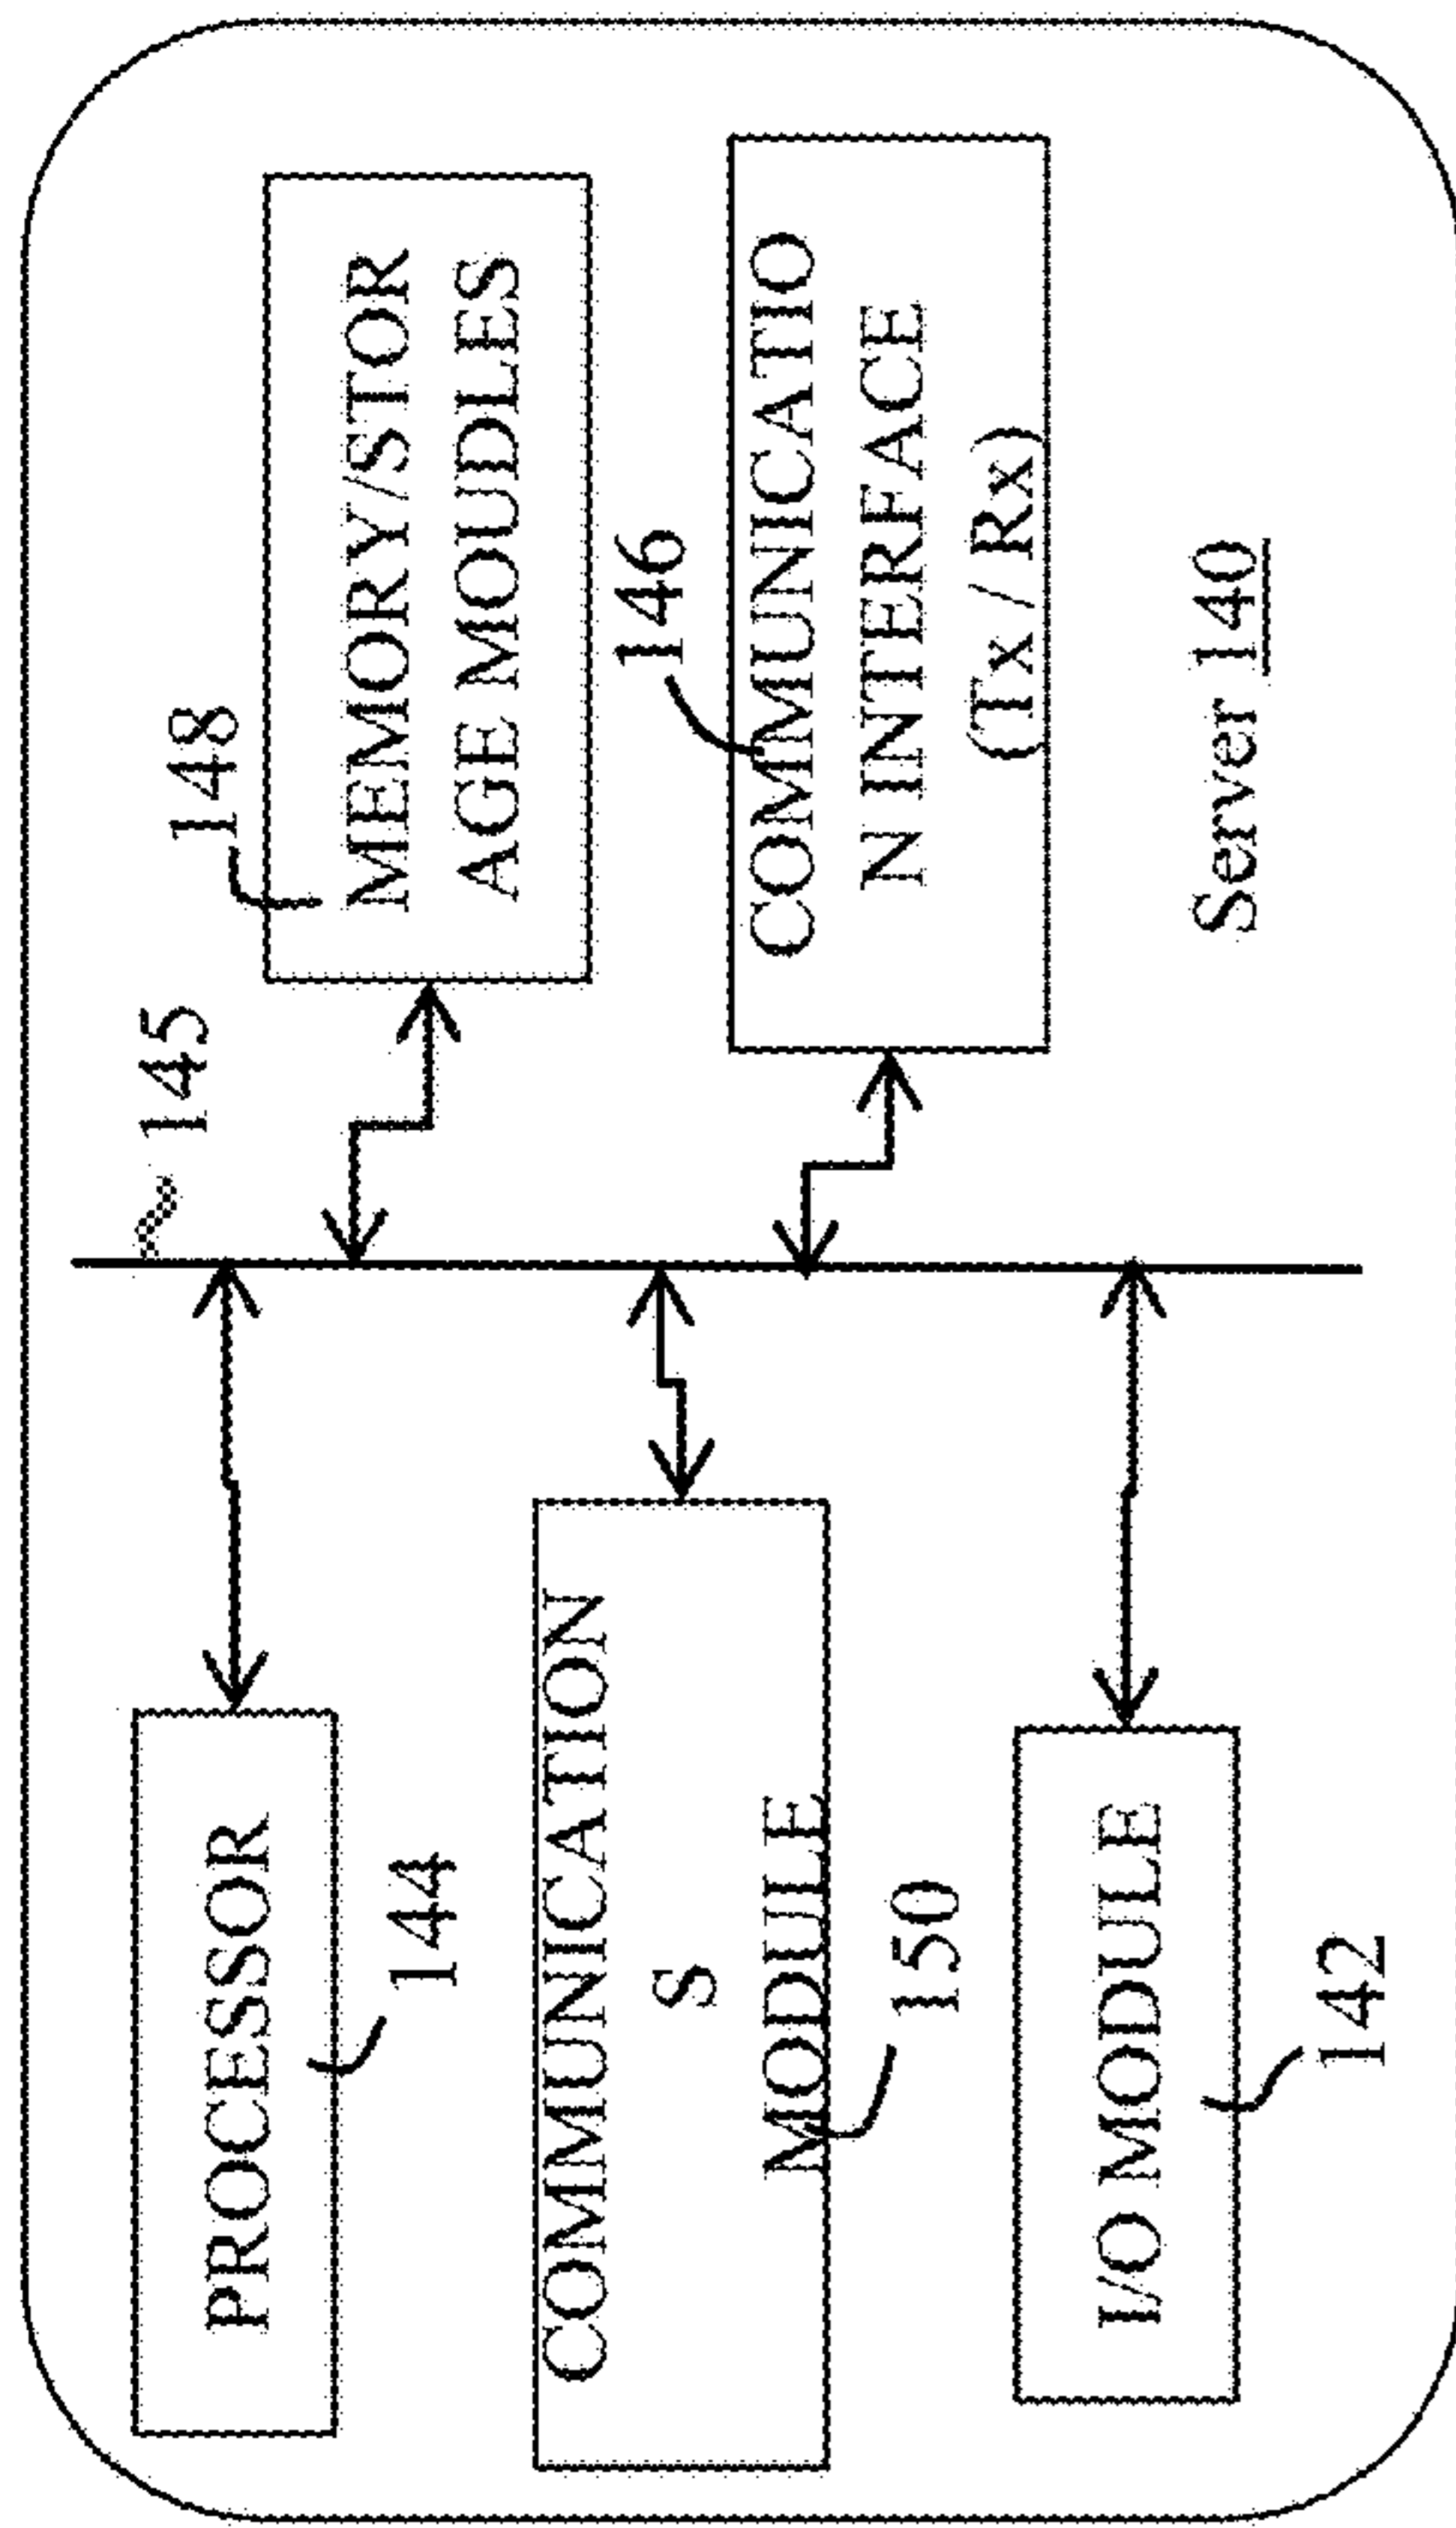 PROCESSOR
144
COMMUNICATION
S
MODULE
150
I/O MODULE
142
145
148
MEMORY/STOR
AGE MOUDLES
146
COMMUNICATIO
N INTERFACE
(Tx / Rx)
Server 140